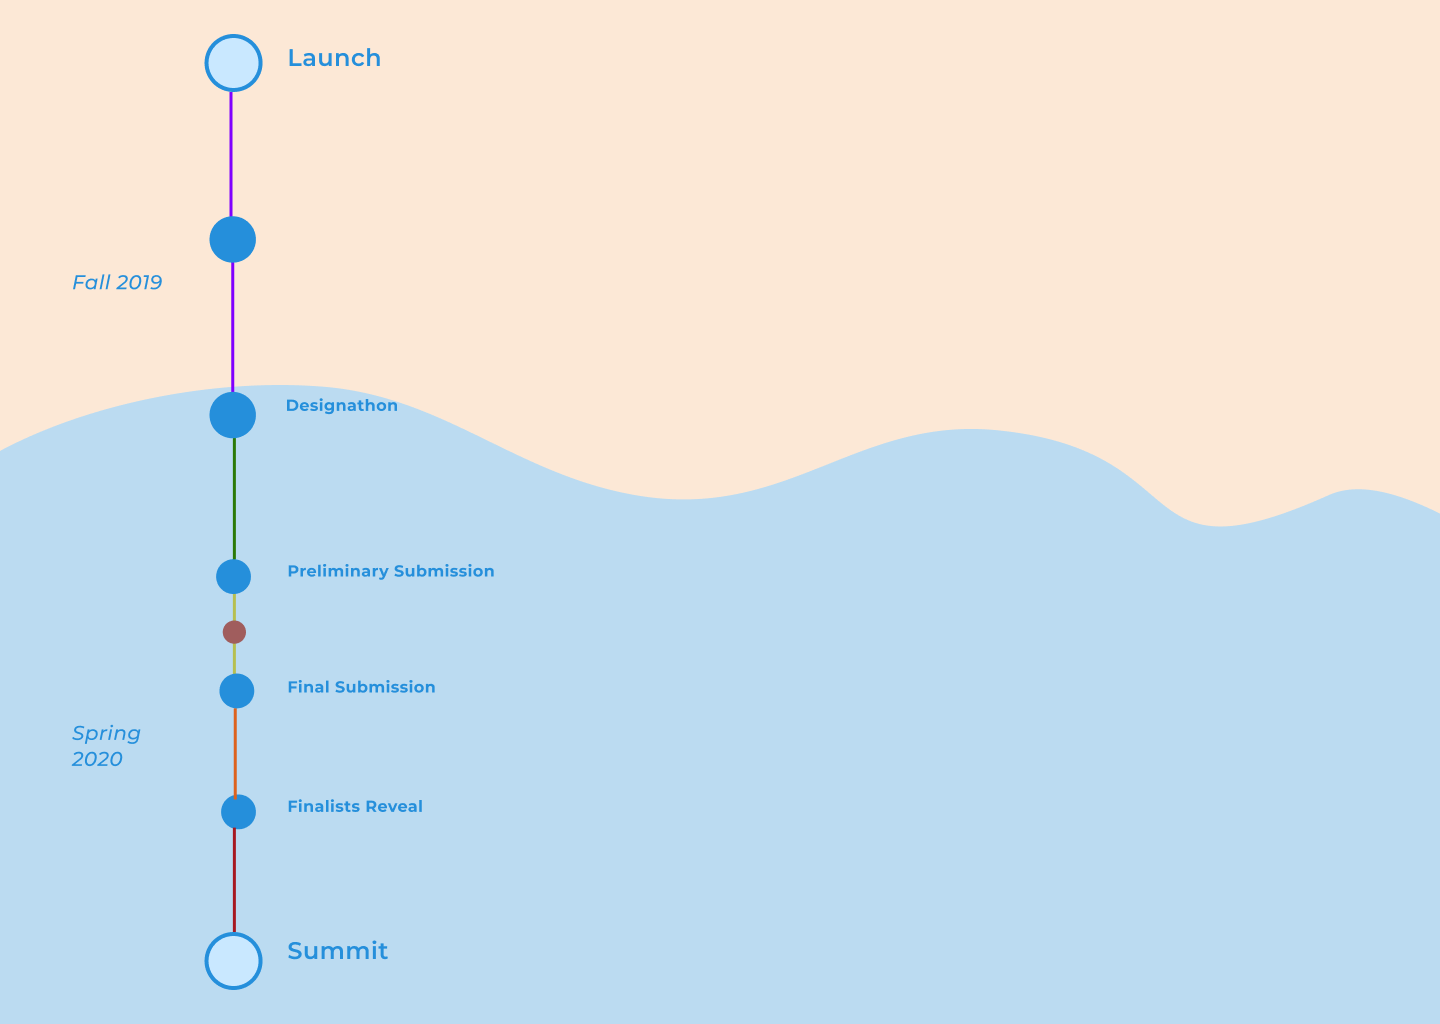 Launch
Fall 2019
Designathon
Preliminary Submission
Final Submission
Spring
2020
Finalists Reveal
Summit